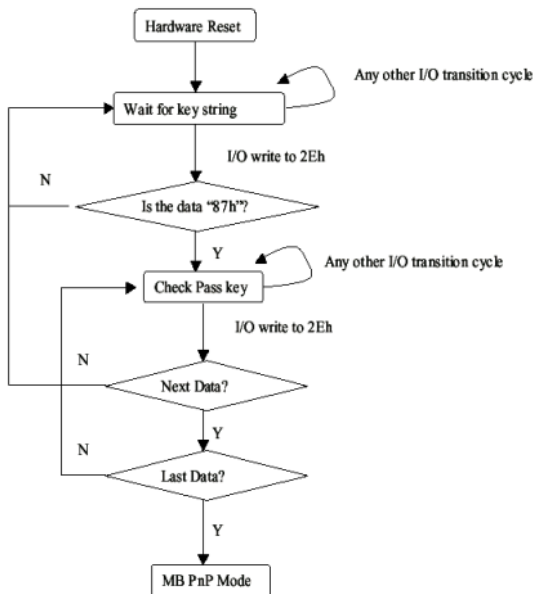 Hardware Reset
Any other I/O transition cycle
Wait for key string
I/O write to 2Eh
N
Is the data “87h”?
Y
Any other I/O transition cycle
Check Pass key
I/O write to 2Eh
N
Next Data?
Y
N
Last Data?
Y
MB PnP Mode